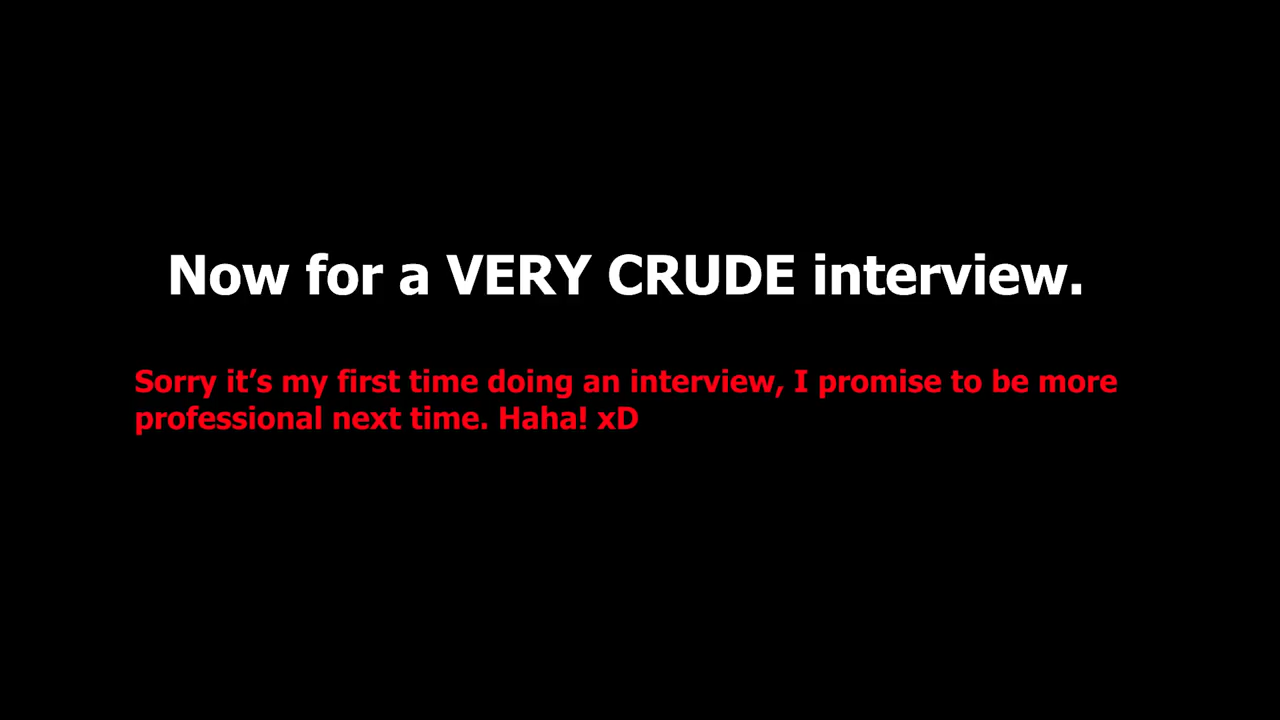 Now for a VERY CRUDE interview.
Sorry it’s my first time doing an interview, I promise to be more
professional next time. Haha! xD